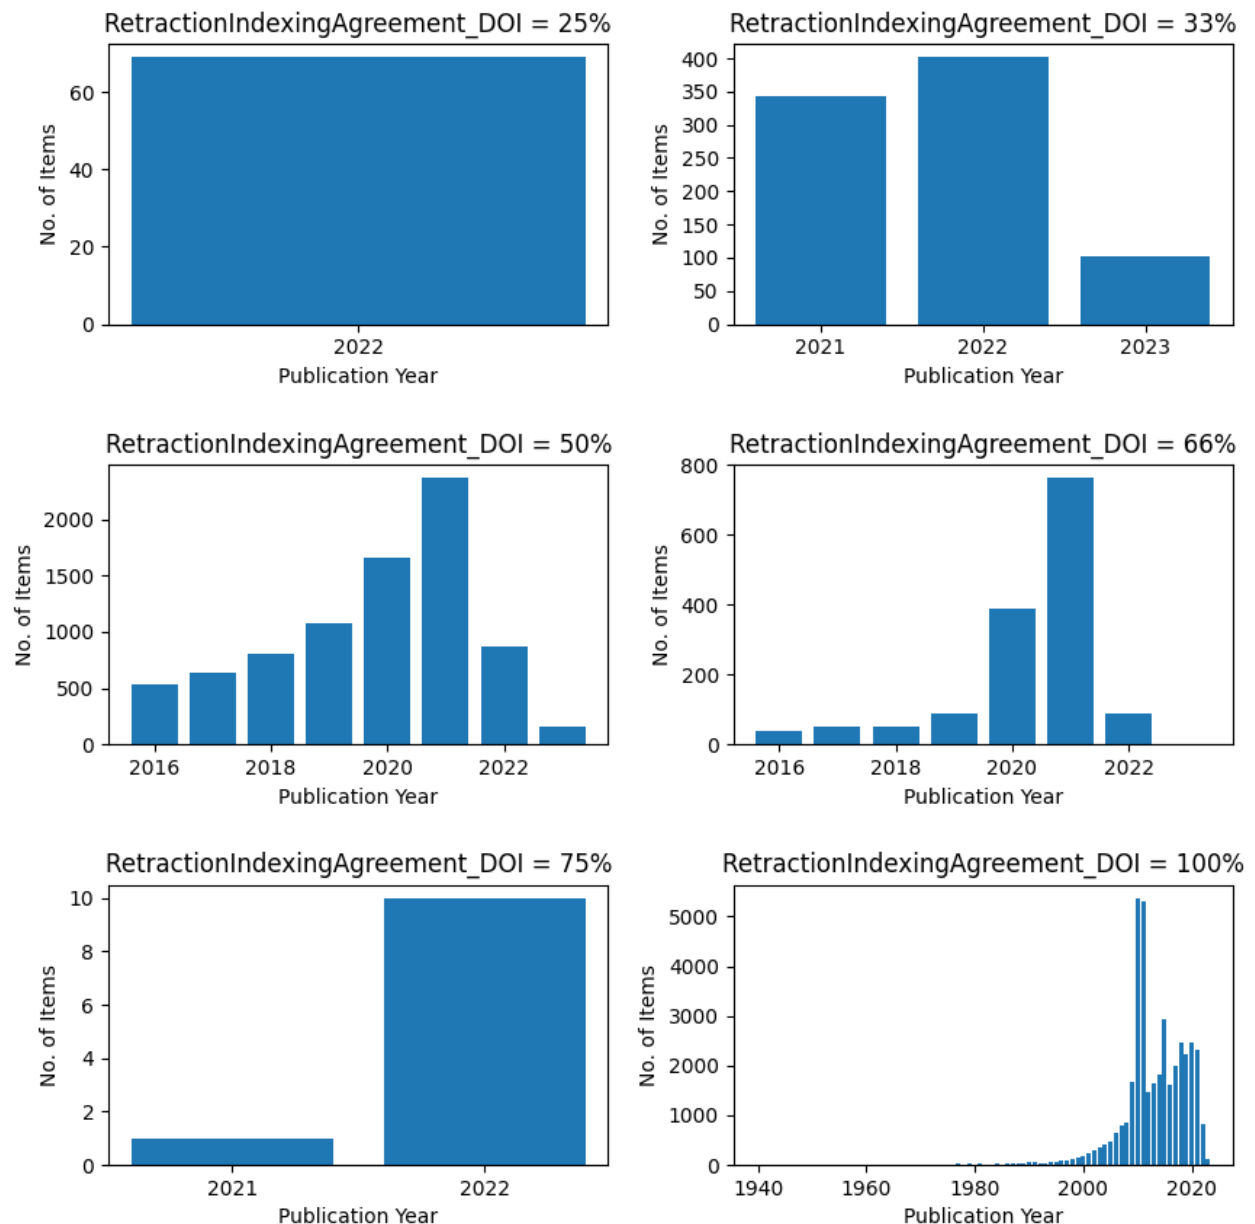 RetractionIndexingAgreement_DOI = 25%
No. of Items
60
40
20
0
2022
Publication Year
RetractionIndexingAgreement_DOI = 33%
No. of Items
400
350
300
250
200
150
100
50
0
2021 2022 2023
Publication Year
RetractionIndexingAgreement_DOI = 50%
No. of Items
2000
1500
1000
500
0
2016 2018 2020 2022
Publication Year
RetractionIndexingAgreement_DOI = 66%
No. of Items
800
600
400
200
0
2016 2018 2020 2022
Publication Year
RetractionIndexingAgreement_DOI = 75%
No. of Items
10
8
6
4
2
0
2021 2022
Publication Year
RetractionIndexingAgreement_DOI = 100%
No. of Items
5000
4000
3000
2000
1000
0
1940 1960 1980 2000 2020
Publication Year